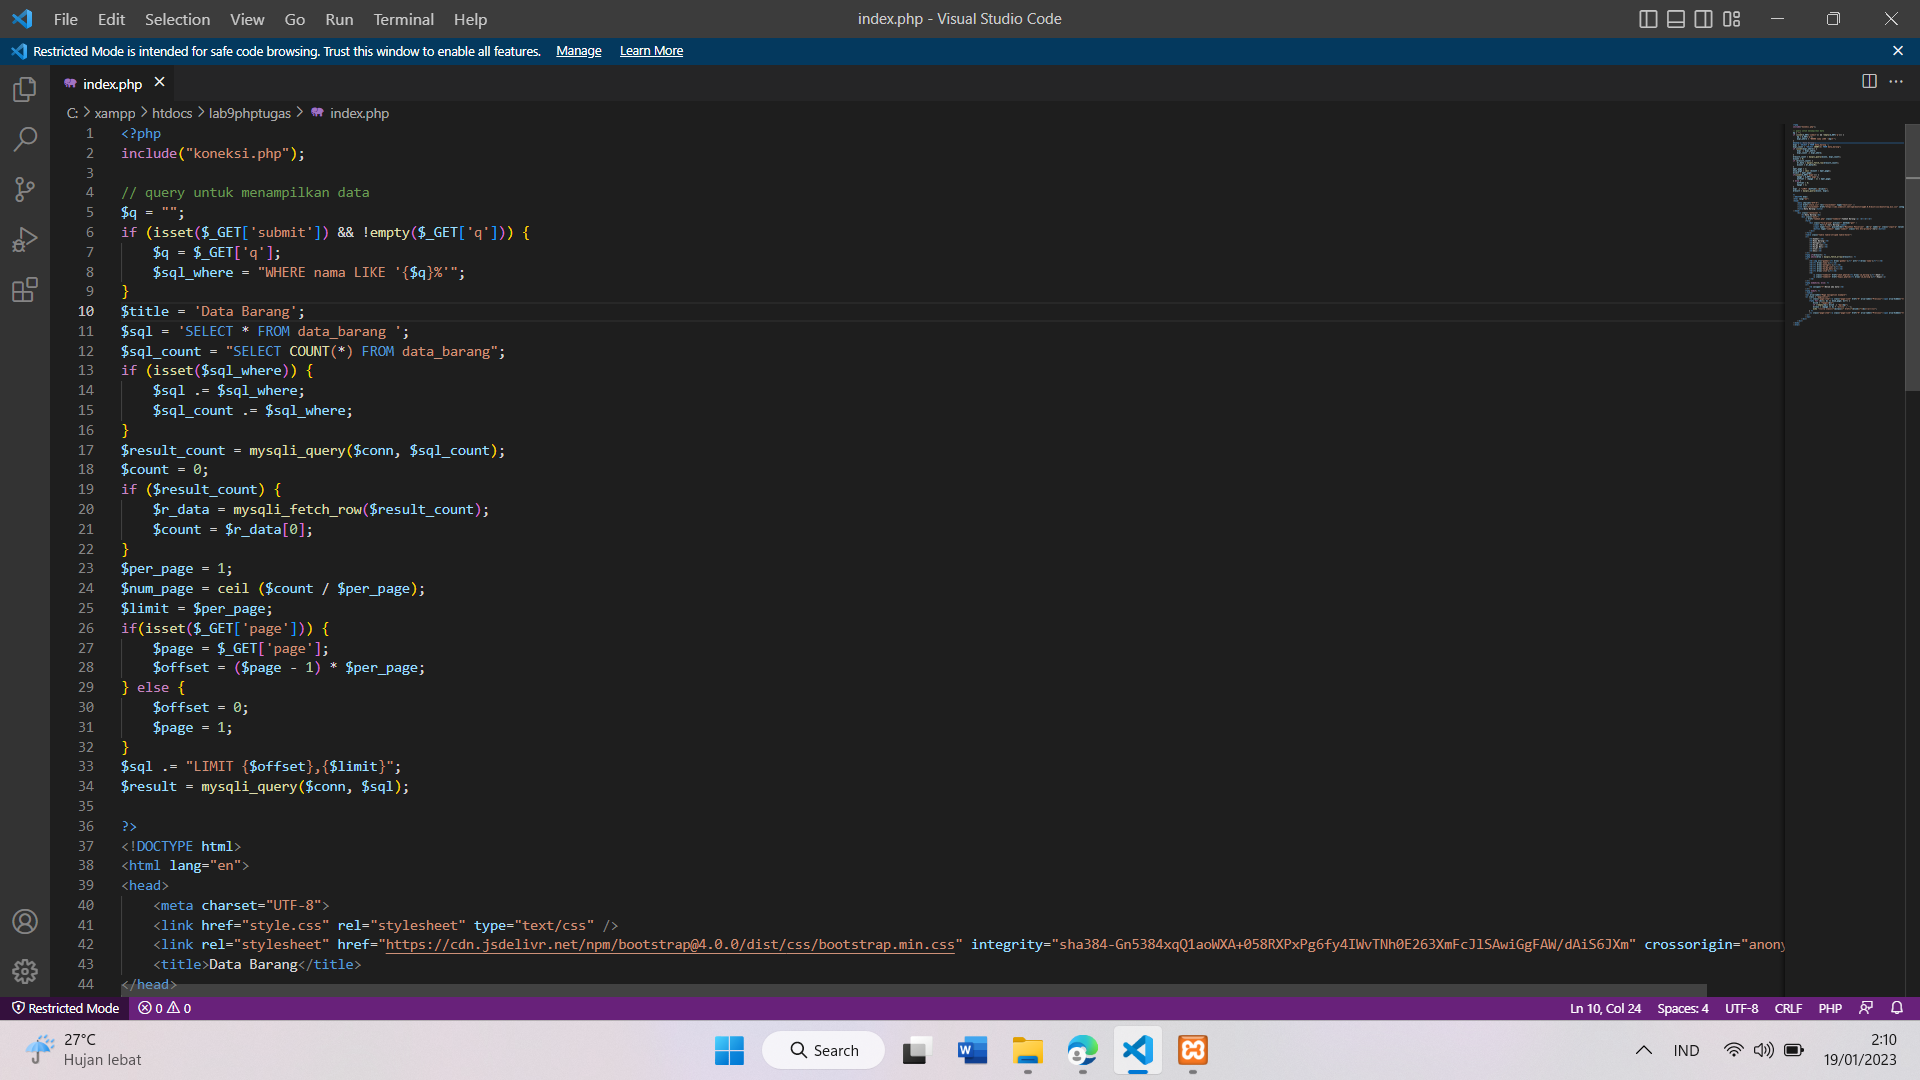 File Edit Selection View Go Run Terminal Help
index.php - Visual Studio Code
Restricted Mode is intended for safe code browsing. Trust this window to enable all features. Manage Learn More
index.php
C: > xampp > htdocs > lab9phptugas > index.php
1 <?php
2 include("koneksi.php");
3
4 // query untuk menampilkan data
5 $q = "";
6 if (isset($_GET['submit']) && !empty($_GET['q'])) {
7     $q = $_GET['q'];
8     $sql_where = "WHERE nama LIKE '{$q}%'";
9 }
10 $title = 'Data Barang';
11 $sql = 'SELECT * FROM data_barang ';
12 $sql_count = "SELECT COUNT(*) FROM data_barang";
13 if (isset($sql_where)) {
14     $sql .= $sql_where;
15     $sql_count .= $sql_where;
16 }
17 $result_count = mysqli_query($conn, $sql_count);
18 $count = 0;
19 if ($result_count) {
20     $r_data = mysqli_fetch_row($result_count);
21     $count = $r_data[0];
22 }
23 $per_page = 1;
24 $num_page = ceil ($count / $per_page);
25 $limit = $per_page;
26 if(isset($_GET['page'])) {
27     $page = $_GET['page'];
28     $offset = ($page - 1) * $per_page;
29 } else {
30     $offset = 0;
31     $page = 1;
32 }
33 $sql .= "LIMIT {$offset},{$limit}";
34 $result = mysqli_query($conn, $sql);
35
36 ?>
37 <!DOCTYPE html>
38 <html lang="en">
39 <head>
40     <meta charset="UTF-8">
41     <link href="style.css" rel="stylesheet" type="text/css" />
42     <link rel="stylesheet" href="https://cdn.jsdelivr.net/npm/bootstrap@4.0.0/dist/css/bootstrap.min.css" integrity="sha384-Gn5384xqQ1aoWXA+058RXPxPg6fy4IWvTNh0E263XmFcJlSAwiGgFAW/dAiS6JXm" crossorigin="anony
43     <title>Data Barang</title>
44 </head>
Restricted Mode 0 0
Ln 10, Col 24 Spaces: 4 UTF-8 CRLF PHP
27°C
Hujan lebat
Search
IND
2:10
19/01/2023